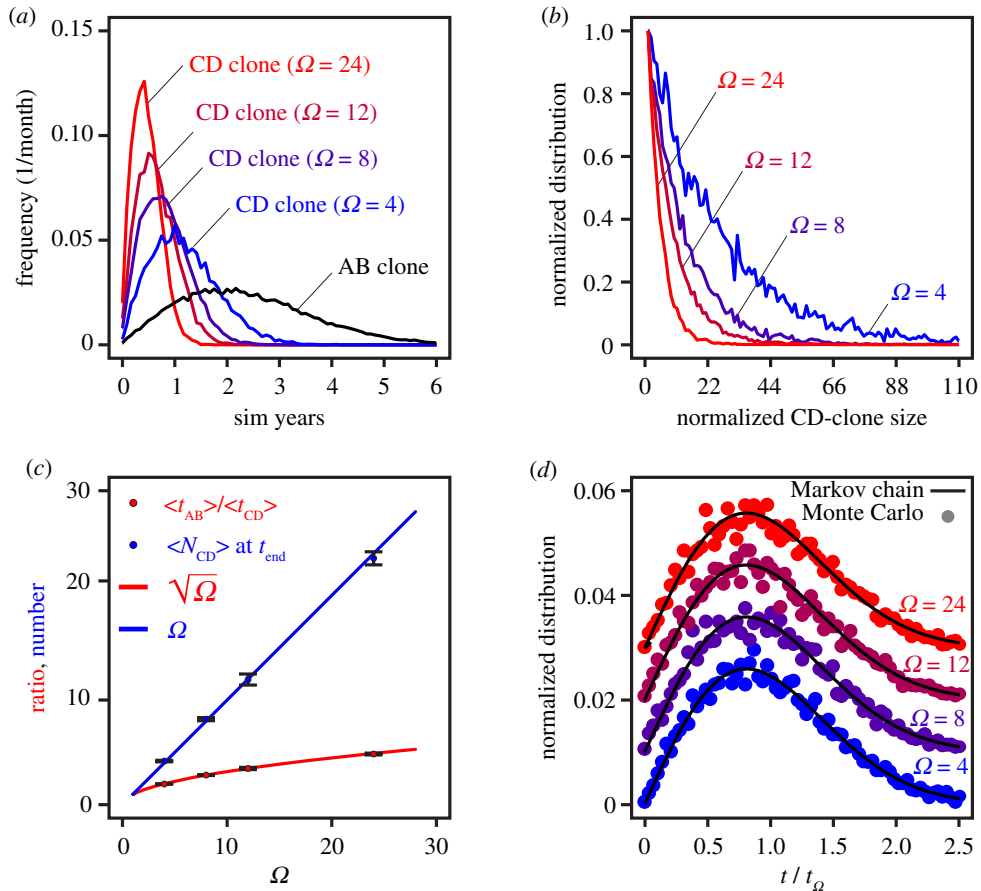 (a)
0.15
0.10
0.05
0
frequency (1/month)
CD clone (Ω = 24)
CD clone (Ω = 12)
CD clone (Ω = 8)
CD clone (Ω = 4)
AB clone
0 1 2 3 4 5 6
sim years
(b)
1.0
0.8
0.6
0.4
0.2
0
normalized distribution
Ω = 24
Ω = 12
Ω = 8
Ω = 4
0 22 44 66 88 110
normalized CD-clone size
(c)
30
20
10
0
ratio, number
<t_AB>/<t_CD>
<N_CD> at t_end
√Ω
Ω
0 10 20 30
Ω
(d)
0.06
0.04
0.02
0
normalized distribution
Markov chain
Monte Carlo
Ω = 24
Ω = 12
Ω = 8
Ω = 4
0 0.5 1.0 1.5 2.0 2.5
t / t_Ω